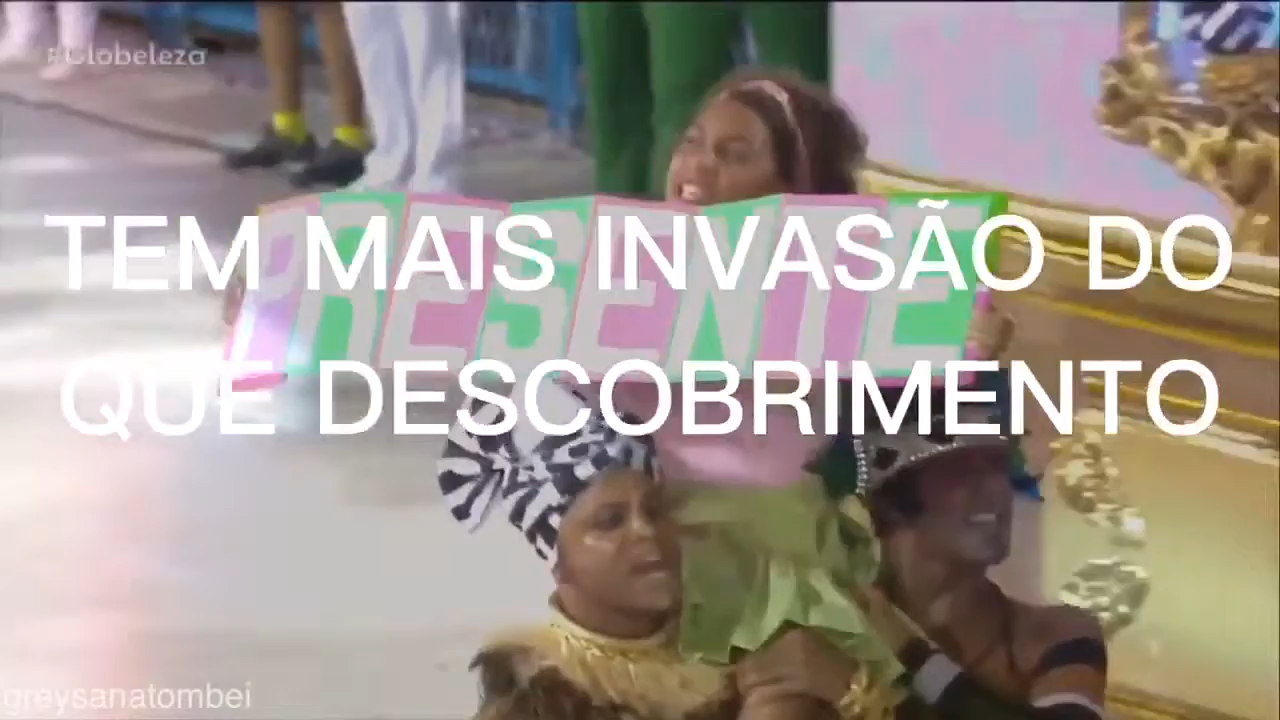 #Globeleza
PRESENTE
TEM MAIS INVASÃO DO
QUE DESCOBRIMENTO
greysanatombei